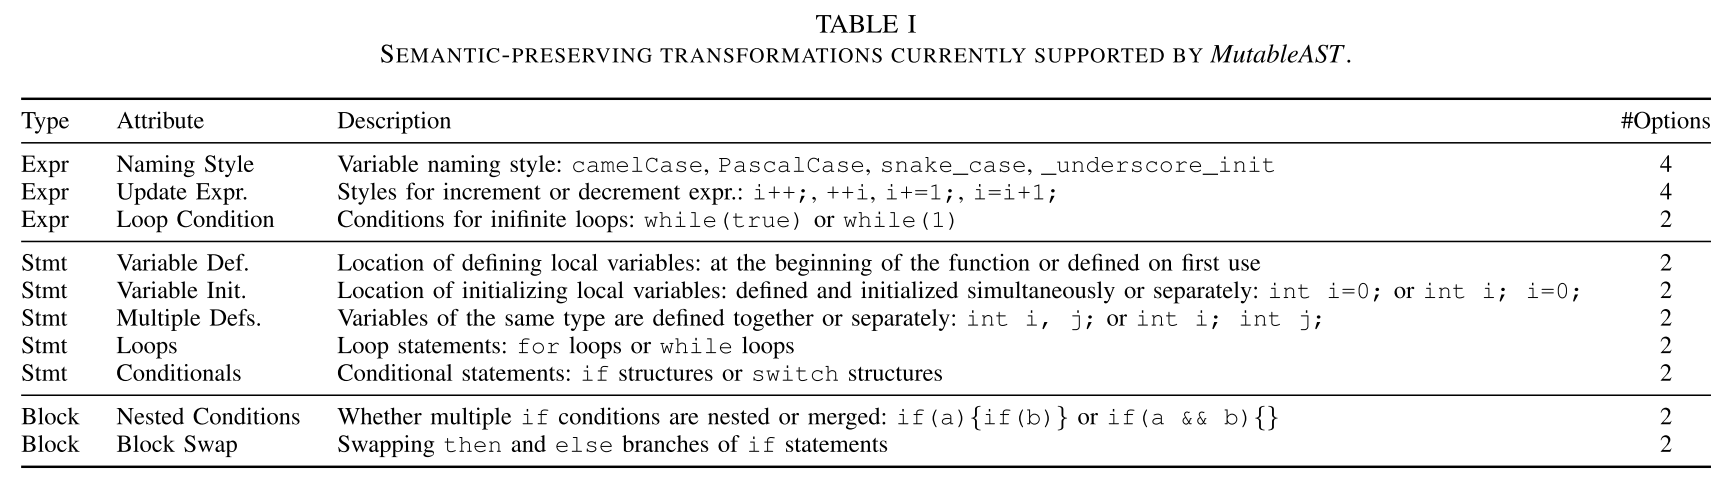 TABLE I
SEMANTIC-PRESERVING TRANSFORMATIONS CURRENTLY SUPPORTED BY MutableAST.
Type Attribute Description #Options
Expr Naming Style Variable naming style: camelCase, PascalCase, snake_case, _underscore_init 4
Expr Update Expr. Styles for increment or decrement expr.: i++;, ++i, i+=1;, i=i+1; 4
Expr Loop Condition Conditions for inifinite loops: while(true) or while(1) 2
Stmt Variable Def. Location of defining local variables: at the beginning of the function or defined on first use 2
Stmt Variable Init. Location of initializing local variables: defined and initialized simultaneously or separately: int i=0; or int i; i=0; 2
Stmt Multiple Defs. Variables of the same type are defined together or separately: int i, j; or int i; int j; 2
Stmt Loops Loop statements: for loops or while loops 2
Stmt Conditionals Conditional statements: if structures or switch structures 2
Block Nested Conditions Whether multiple if conditions are nested or merged: if(a){if(b)} or if(a && b){} 2
Block Block Swap Swapping then and else branches of if statements 2